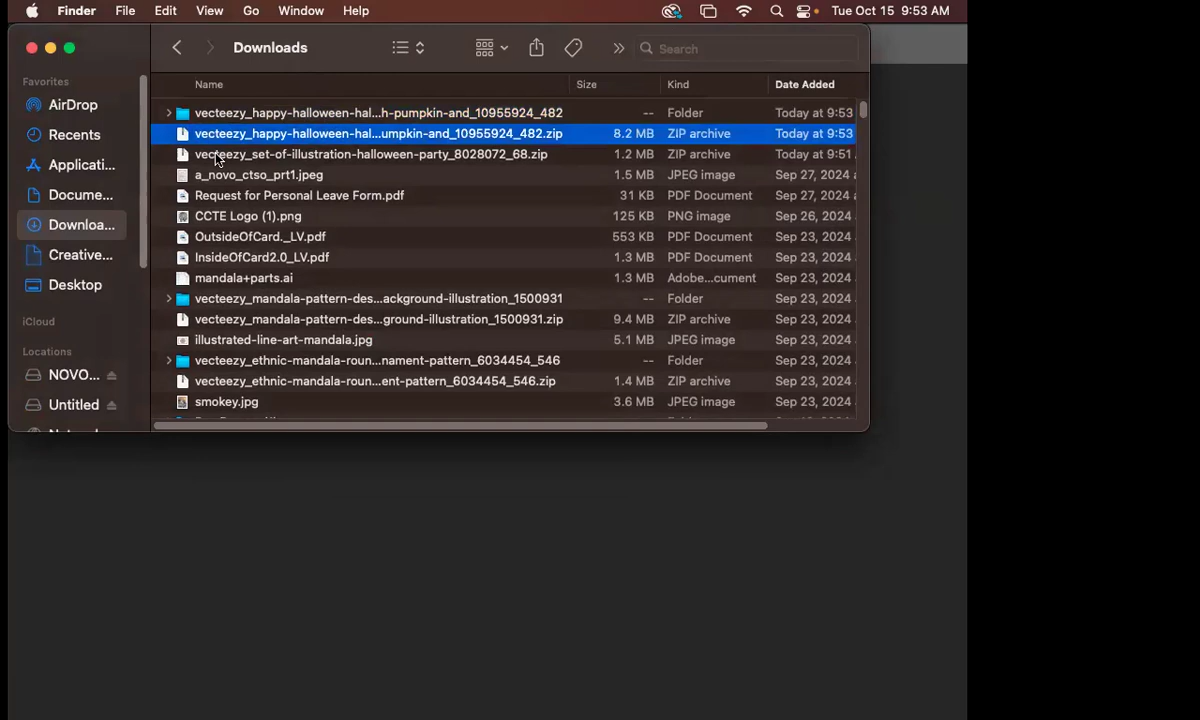 Finder File Edit View Go Window Help Tue Oct 15 9:53 AM
Downloads Search
Favorites
AirDrop
Recents
Applicati...
Docume...
Downloa...
Creative...
Desktop
iCloud
Locations
NOVO...
Untitled
Name Size Kind Date Added
vecteezy_happy-halloween-hal...h-pumpkin-and_10955924_482 -- Folder Today at 9:53
vecteezy_happy-halloween-hal...umpkin-and_10955924_482.zip 8.2 MB ZIP archive Today at 9:53
vecteezy_set-of-illustration-halloween-party_8028072_68.zip 1.2 MB ZIP archive Today at 9:51
a_novo_ctso_prt1.jpeg 1.5 MB JPEG image Sep 27, 2024
Request for Personal Leave Form.pdf 31 KB PDF Document Sep 27, 2024
CCTE Logo (1).png 125 KB PNG image Sep 26, 2024
OutsideOfCard._LV.pdf 553 KB PDF Document Sep 23, 2024
InsideOfCard2.0_LV.pdf 1.3 MB PDF Document Sep 23, 2024
mandala+parts.ai 1.3 MB Adobe...cument Sep 23, 2024
vecteezy_mandala-pattern-des...ackground-illustration_1500931 -- Folder Sep 23, 2024
vecteezy_mandala-pattern-des...ground-illustration_1500931.zip 9.4 MB ZIP archive Sep 23, 2024
illustrated-line-art-mandala.jpg 5.1 MB JPEG image Sep 23, 2024
vecteezy_ethnic-mandala-roun...nament-pattern_6034454_546 -- Folder Sep 23, 2024
vecteezy_ethnic-mandala-roun...ent-pattern_6034454_546.zip 1.4 MB ZIP archive Sep 23, 2024
smokey.jpg 3.6 MB JPEG image Sep 23, 2024